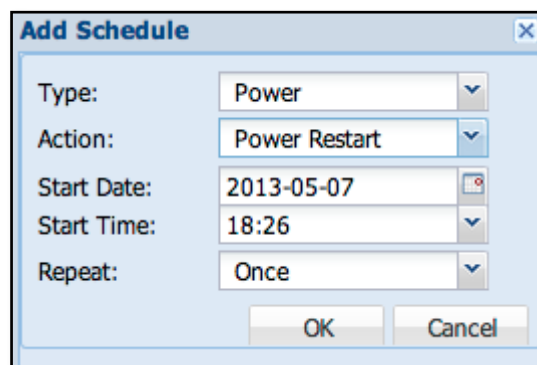 Add Schedule
Type: Power
Action: Power Restart
Start Date: 2013-05-07
Start Time: 18:26
Repeat: Once
OK Cancel